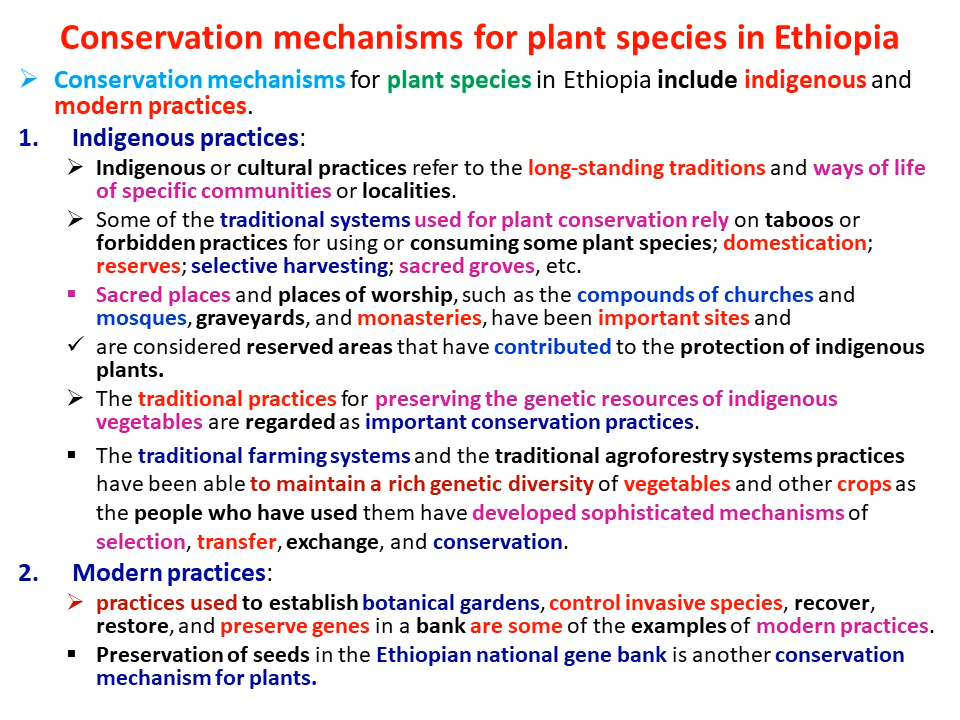 Conservation mechanisms for plant species in Ethiopia
➢ Conservation mechanisms for plant species in Ethiopia include indigenous and
modern practices.
1. Indigenous practices:
➢ Indigenous or cultural practices refer to the long-standing traditions and ways of life
of specific communities or localities.
➢ Some of the traditional systems used for plant conservation rely on taboos or
forbidden practices for using or consuming some plant species; domestication;
reserves; selective harvesting; sacred groves, etc.
▪ Sacred places and places of worship, such as the compounds of churches and
mosques, graveyards, and monasteries, have been important sites and
✓ are considered reserved areas that have contributed to the protection of indigenous
plants.
➢ The traditional practices for preserving the genetic resources of indigenous
vegetables are regarded as important conservation practices.
▪ The traditional farming systems and the traditional agroforestry systems practices
have been able to maintain a rich genetic diversity of vegetables and other crops as
the people who have used them have developed sophisticated mechanisms of
selection, transfer, exchange, and conservation.
2. Modern practices:
➢ practices used to establish botanical gardens, control invasive species, recover,
restore, and preserve genes in a bank are some of the examples of modern practices.
▪ Preservation of seeds in the Ethiopian national gene bank is another conservation
mechanism for plants.